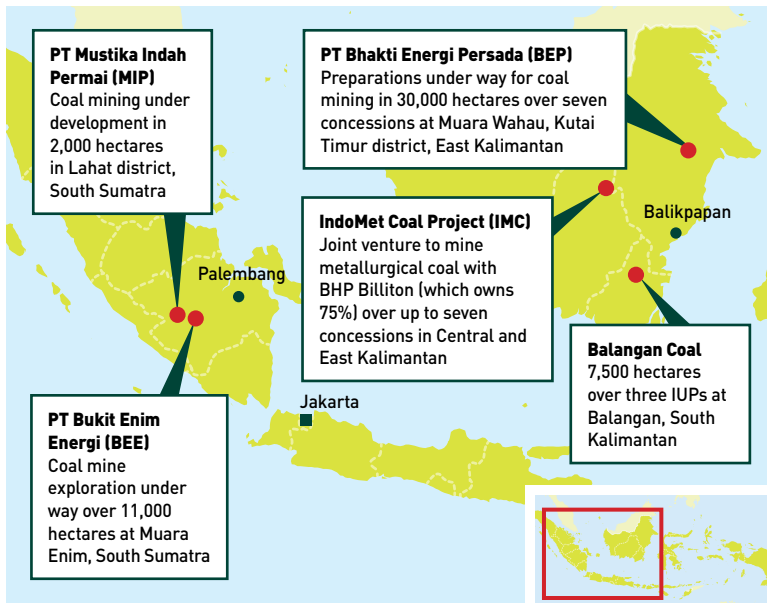 PT Mustika Indah
Permai (MIP)
Coal mining under
development in
2,000 hectares
in Lahat district,
South Sumatra
PT Bhakti Energi Persada (BEP)
Preparations under way for coal
mining in 30,000 hectares over seven
concessions at Muara Wahau, Kutai
Timur district, East Kalimantan
IndoMet Coal Project (IMC)
Joint venture to mine
metallurgical coal with
BHP Billiton (which owns
75%) over up to seven
concessions in Central and
East Kalimantan
Balikpapan
Palembang
Balangan Coal
7,500 hectares
over three IUPs at
Balangan, South
Kalimantan
Jakarta
PT Bukit Enim
Energi (BEE)
Coal mine
exploration under
way over 11,000
hectares at Muara
Enim, South Sumatra